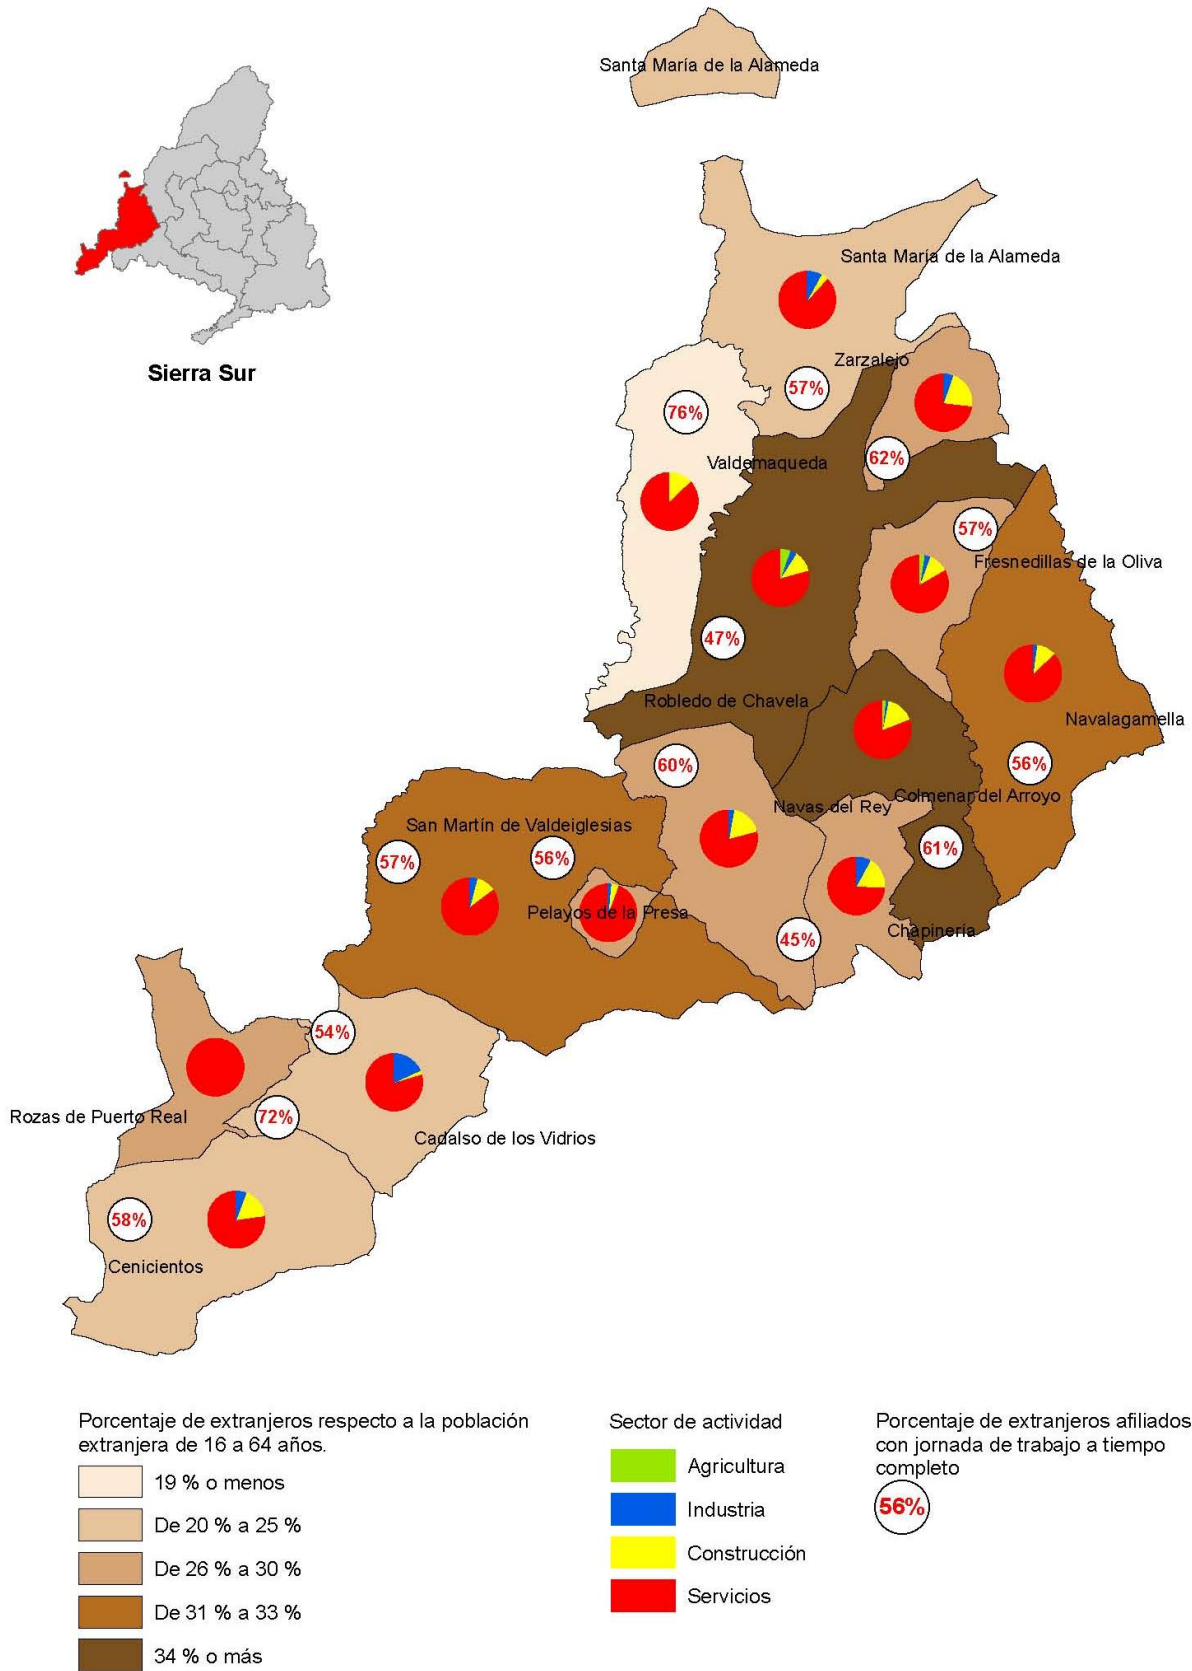 Santa María de la Alameda
Sierra Sur
Santa María de la Alameda
Zarzalejo
57%
76%
62%
Valdemaqueda
57%
Fresnedillas de la Oliva
47%
Robledo de Chavela
Navalagamella
56%
60%
Navas del Rey
Colmenar del Arroyo
San Martín de Valdeiglesias
57%
56%
61%
Pelayos de la Presa
45%
Chapinería
54%
Rozas de Puerto Real
72%
Cadalso de los Vidrios
58%
Cenicientos
Porcentaje de extranjeros respecto a la población
extranjera de 16 a 64 años.
19 % o menos
De 20 % a 25 %
De 26 % a 30 %
De 31 % a 33 %
34 % o más
Sector de actividad
Agricultura
Industria
Construcción
Servicios
Porcentaje de extranjeros afiliados
con jornada de trabajo a tiempo
completo
56%